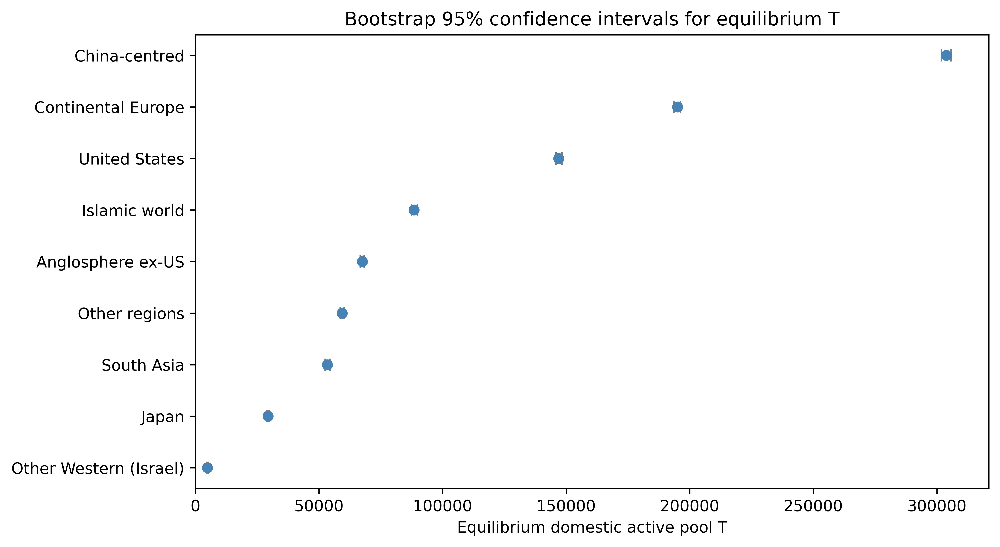 Bootstrap 95% confidence intervals for equilibrium T
China-centred
Continental Europe
United States
Islamic world
Anglosphere ex-US
Other regions
South Asia
Japan
Other Western (Israel)
0 50000 100000 150000 200000 250000 300000
Equilibrium domestic active pool T